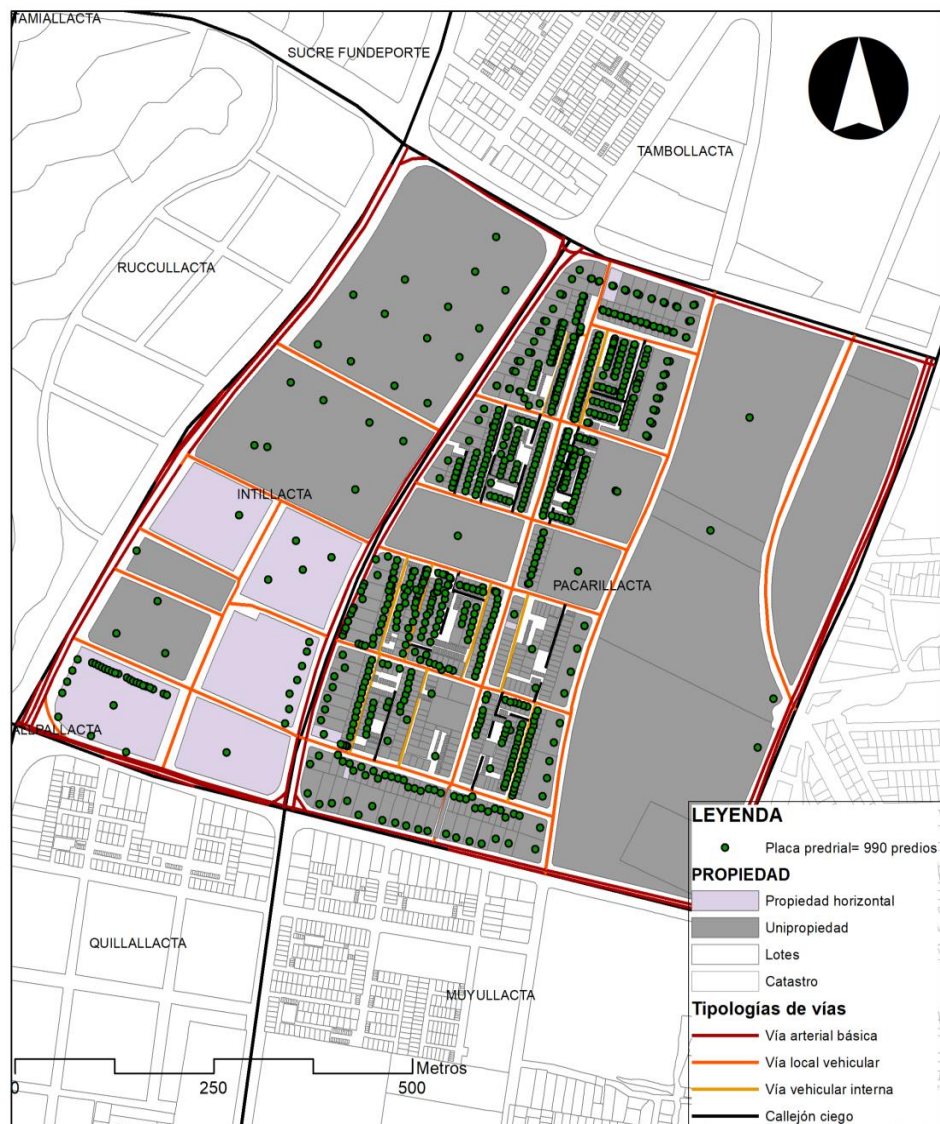 TAMIALLACTA
SUCRE FUNDEPORTE
TAMBOLLACTA
RUCCULLACTA
INTILLACTA
PACARILLACTA
ALLPALLACTA
QUILLALLACTA
MUYULLACTA
LEYENDA
Placa predrial= 990 predios
PROPIEDAD
Propiedad horizontal
Unipropiedad
Lotes
Catastro
Tipologías de vías
Vía arterial básica
Vía local vehicular
Vía vehicular interna
Callejón ciego
Metros
0 250 500